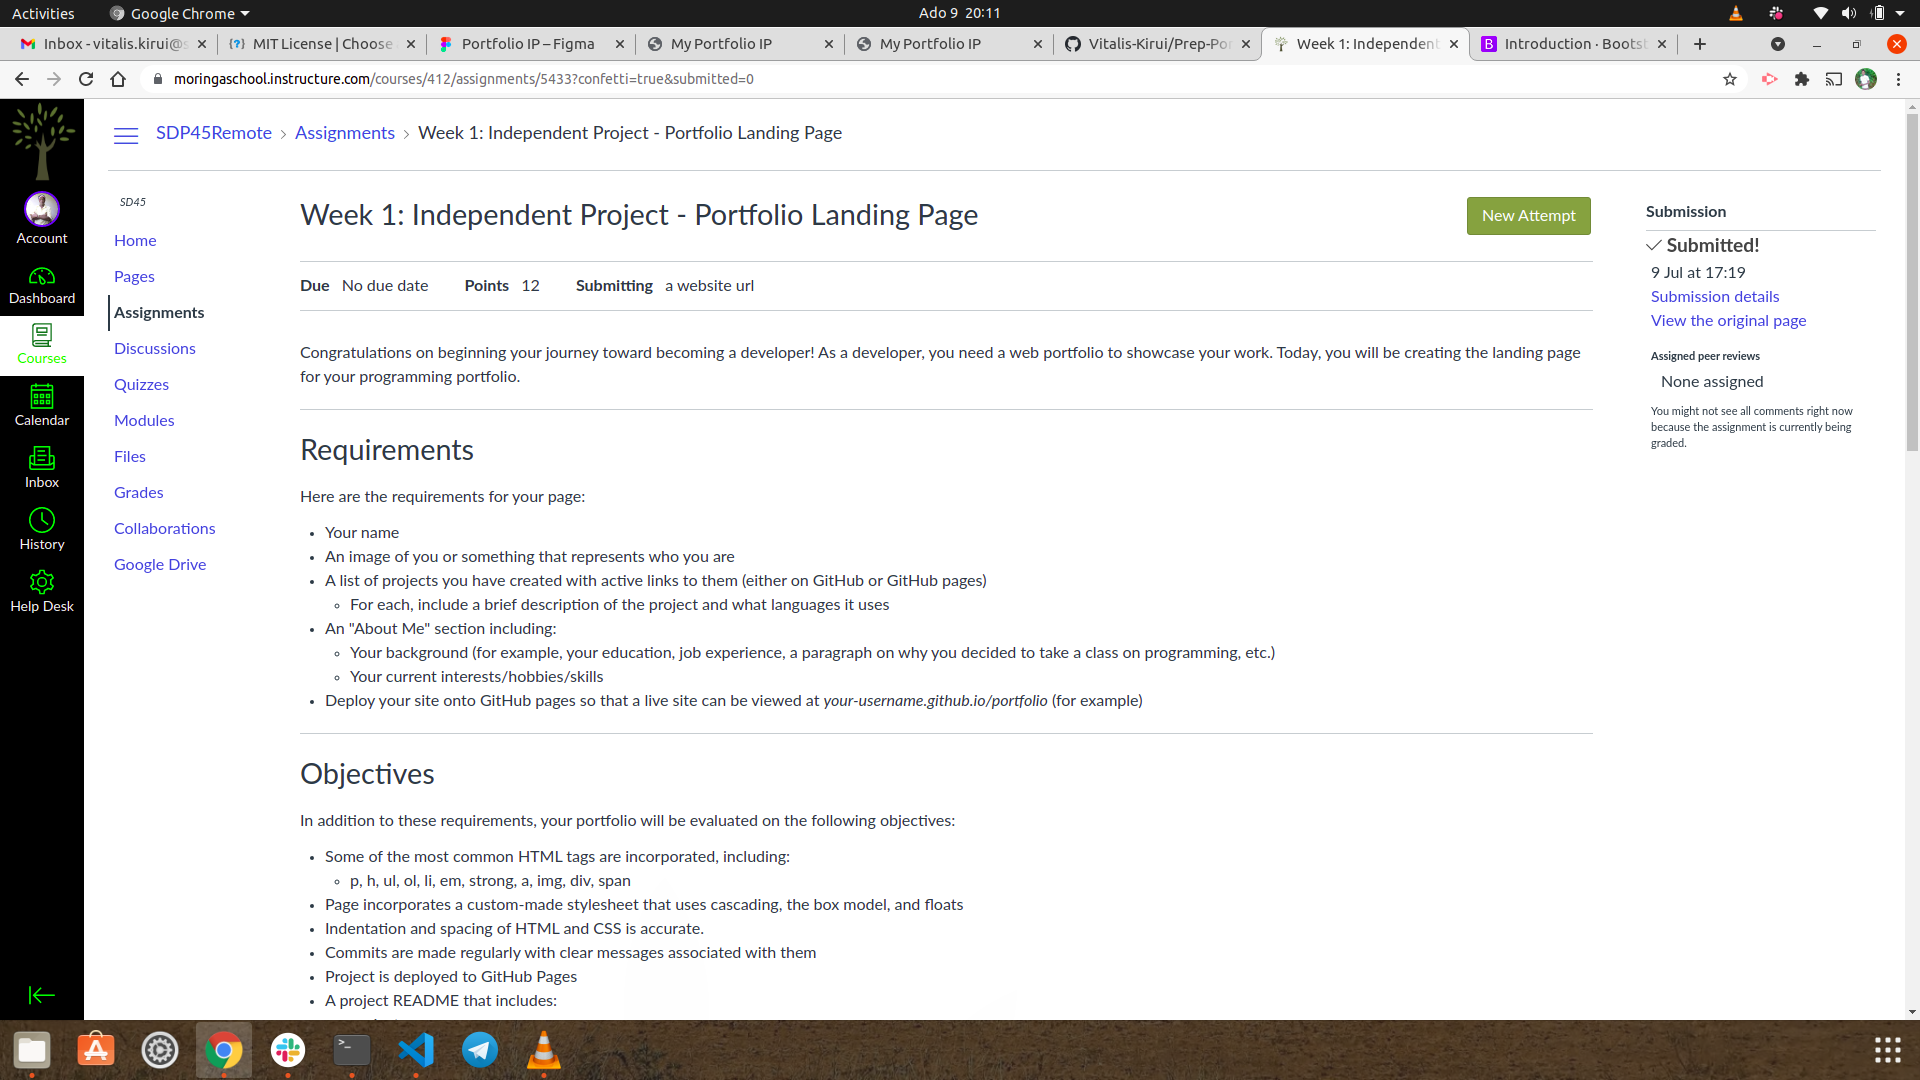 Activities
Google Chrome
Ado 9 20:11
Inbox - vitalis.kirui@s
MIT License | Choose
Portfolio IP – Figma
My Portfolio IP
My Portfolio IP
Vitalis-Kirui/Prep-Por
Week 1: Independent
Introduction · Bootst
moringaschool.instructure.com/courses/412/assignments/5433?confetti=true&submitted=0
SDP45Remote
Assignments
Week 1: Independent Project - Portfolio Landing Page
Account
Dashboard
Courses
Calendar
Inbox
History
Help Desk
SD45
Home
Pages
Assignments
Discussions
Quizzes
Modules
Files
Grades
Collaborations
Google Drive
Week 1: Independent Project - Portfolio Landing Page
New Attempt
Due No due date Points 12 Submitting a website url
Congratulations on beginning your journey toward becoming a developer! As a developer, you need a web portfolio to showcase your work. Today, you will be creating the landing page
for your programming portfolio.
Requirements
Here are the requirements for your page:
• Your name
• An image of you or something that represents who you are
• A list of projects you have created with active links to them (either on GitHub or GitHub pages)
◦ For each, include a brief description of the project and what languages it uses
• An "About Me" section including:
◦ Your background (for example, your education, job experience, a paragraph on why you decided to take a class on programming, etc.)
◦ Your current interests/hobbies/skills
• Deploy your site onto GitHub pages so that a live site can be viewed at your-username.github.io/portfolio (for example)
Objectives
In addition to these requirements, your portfolio will be evaluated on the following objectives:
• Some of the most common HTML tags are incorporated, including:
◦ p, h, ul, ol, li, em, strong, a, img, div, span
• Page incorporates a custom-made stylesheet that uses cascading, the box model, and floats
• Indentation and spacing of HTML and CSS is accurate.
• Commits are made regularly with clear messages associated with them
• Project is deployed to GitHub Pages
• A project README that includes:
Submission
Submitted!
9 Jul at 17:19
Submission details
View the original page
Assigned peer reviews
None assigned
You might not see all comments right now
because the assignment is currently being
graded.